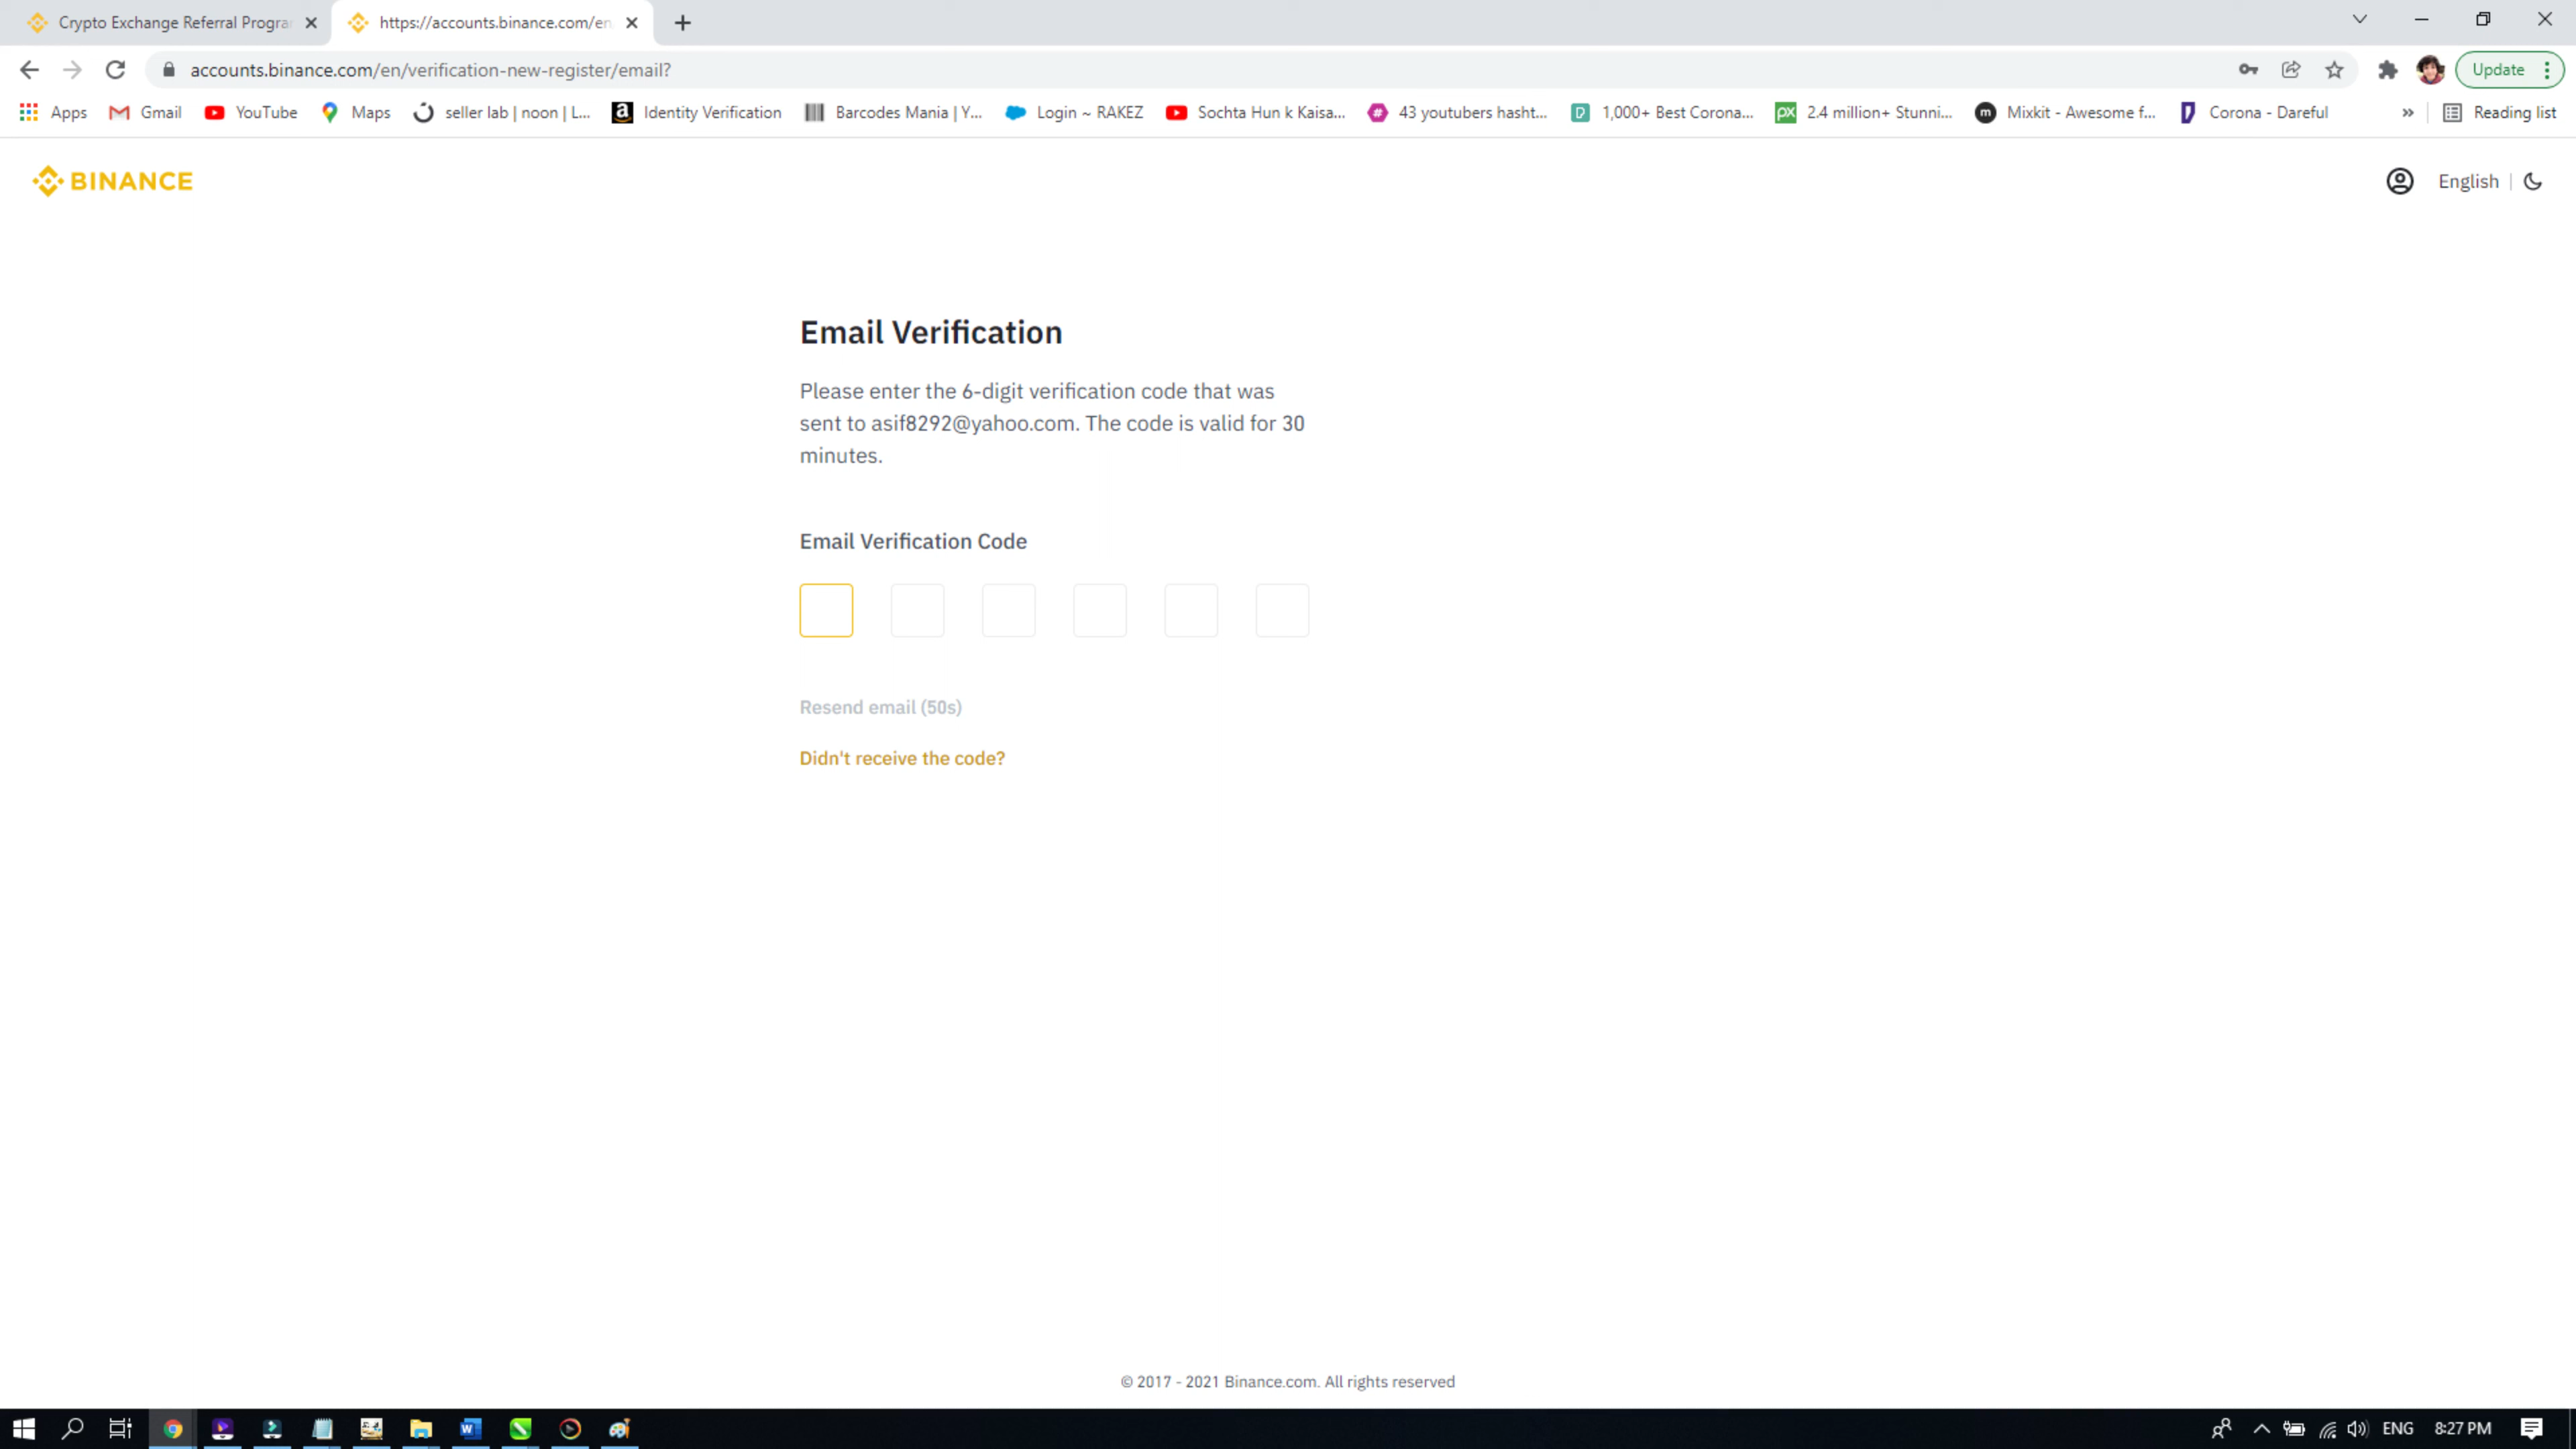 Crypto Exchange Referral Progra
https://accounts.binance.com/en
accounts.binance.com/en/verification-new-register/email?
Update
Apps
Gmail
YouTube
Maps
seller lab | noon | L...
Identity Verification
Barcodes Mania | Y...
Login ~ RAKEZ
Sochta Hun k Kaisa...
43 youtubers hasht...
1,000+ Best Corona...
2.4 million+ Stunni...
Mixkit - Awesome f...
Corona - Dareful
»
Reading list
BINANCE
English
Email Verification
Please enter the 6-digit verification code that was
sent to asif8292@yahoo.com. The code is valid for 30
minutes.
Email Verification Code
Resend email (50s)
Didn't receive the code?
© 2017 - 2021 Binance.com. All rights reserved
ENG
8:27 PM